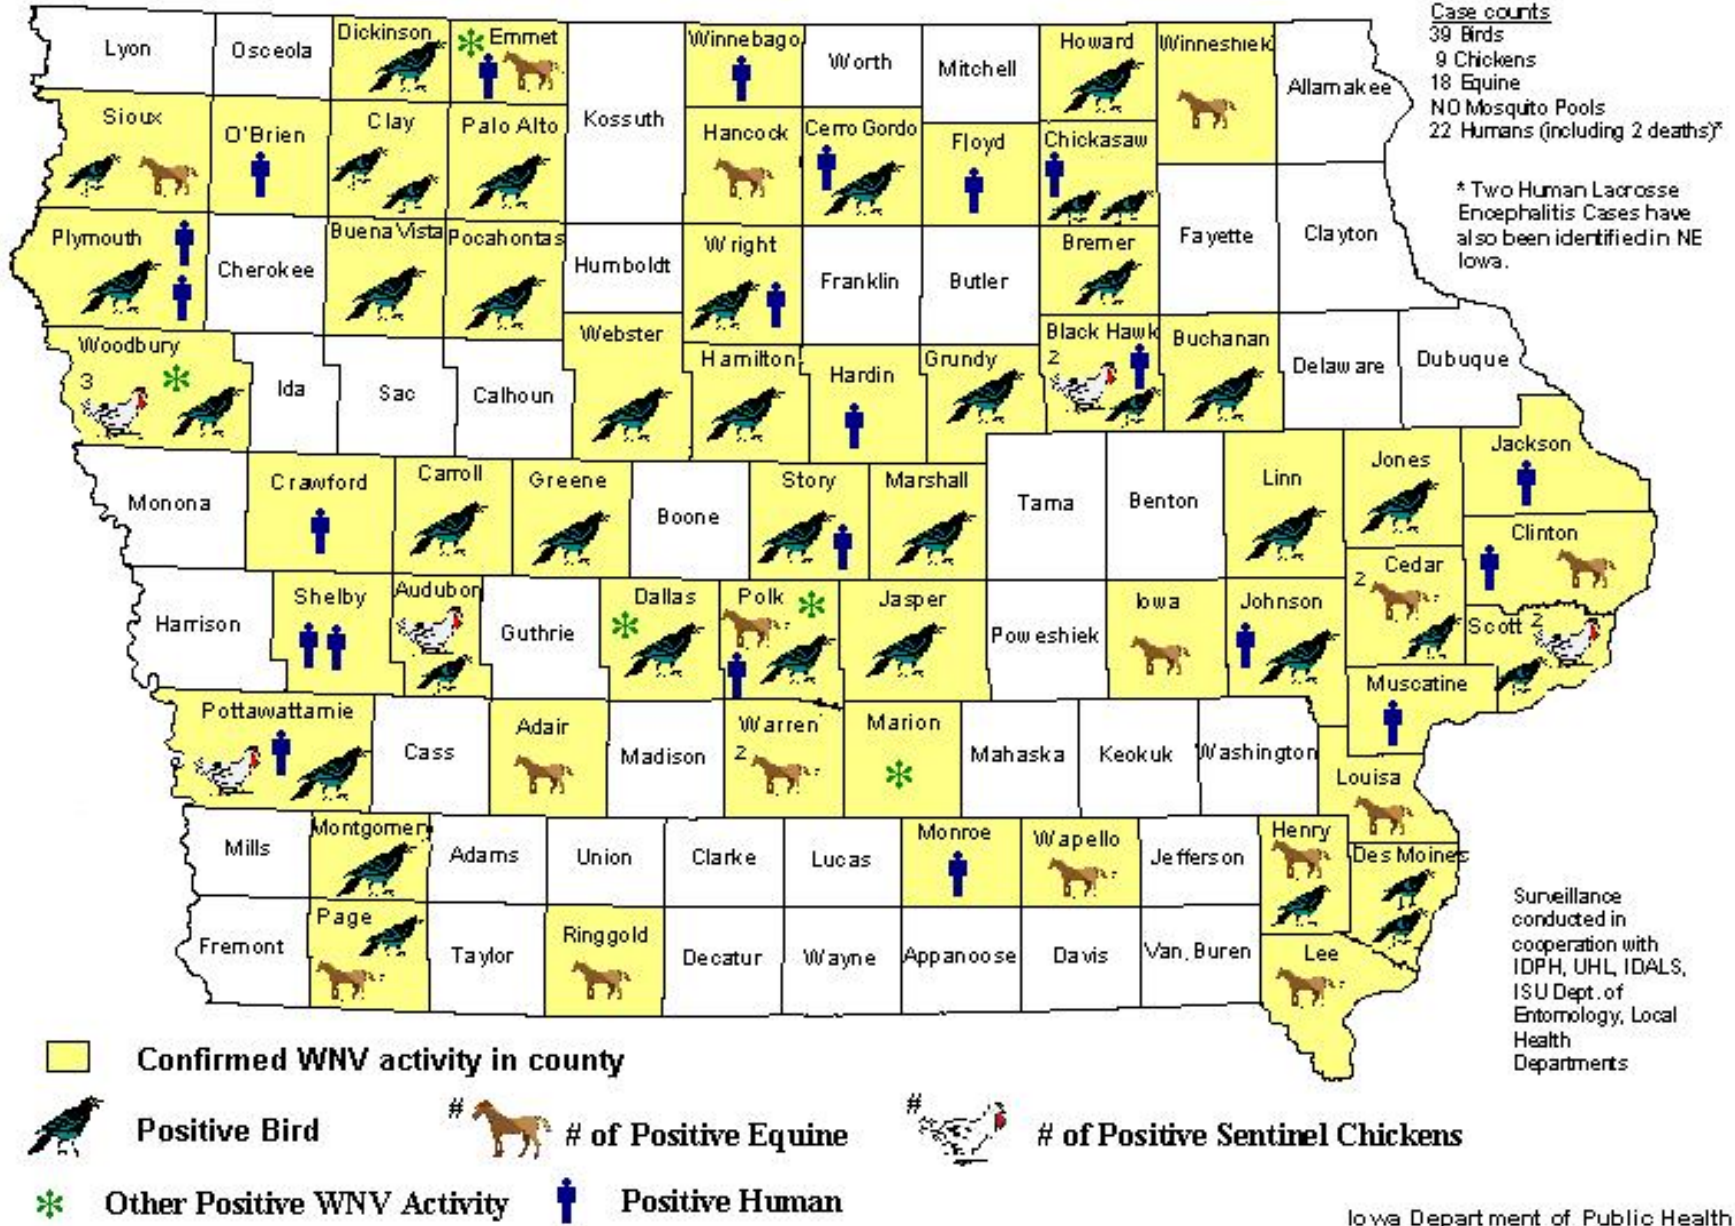 Case counts
39 Birds
9 Chickens
18 Equine
NO Mosquito Pools
22 Humans (including 2 deaths)*
* Two Human Lacrosse
Encephalitis Cases have
also been identified in NE
Iowa.
Lyon
Osceola
Dickinson
Emmet
Kossuth
Winnebago
Worth
Mitchell
Howard
Winneshiek
Allamakee
Sioux
O'Brien
Clay
Palo Alto
Hancock
Cerro Gordo
Floyd
Chickasaw
Plymouth
Cherokee
Buena Vista
Pocahontas
Humboldt
Wright
Franklin
Butler
Bremer
Fayette
Clayton
Woodbury
3
Ida
Sac
Calhoun
Webster
Hamilton
Hardin
Grundy
Black Hawk
2
Buchanan
Delaware
Dubuque
Monona
Crawford
Carroll
Greene
Boone
Story
Marshall
Tama
Benton
Linn
Jones
Jackson
Clinton
Harrison
Shelby
Audubon
Guthrie
Dallas
Polk
Jasper
Poweshiek
Iowa
Johnson
2
Cedar
Scott 2
Muscatine
Pottawattamie
Cass
Adair
Madison
Warren
2
Marion
Mahaska
Keokuk
Washington
Louisa
Mills
Montgomery
Adams
Union
Clarke
Lucas
Monroe
Wapello
Jefferson
Henry
Des Moines
Fremont
Page
Taylor
Ringgold
Decatur
Wayne
Appanoose
Davis
Van, Buren
Lee
Surveillance
conducted in
cooperation with
IDPH, UHL, IDALS,
ISU Dept. of
Entomology, Local
Health
Departments
Confirmed WNV activity in county
Positive Bird
# # of Positive Equine
# # of Positive Sentinel Chickens
Other Positive WNV Activity
Positive Human
Iowa Department of Public Health